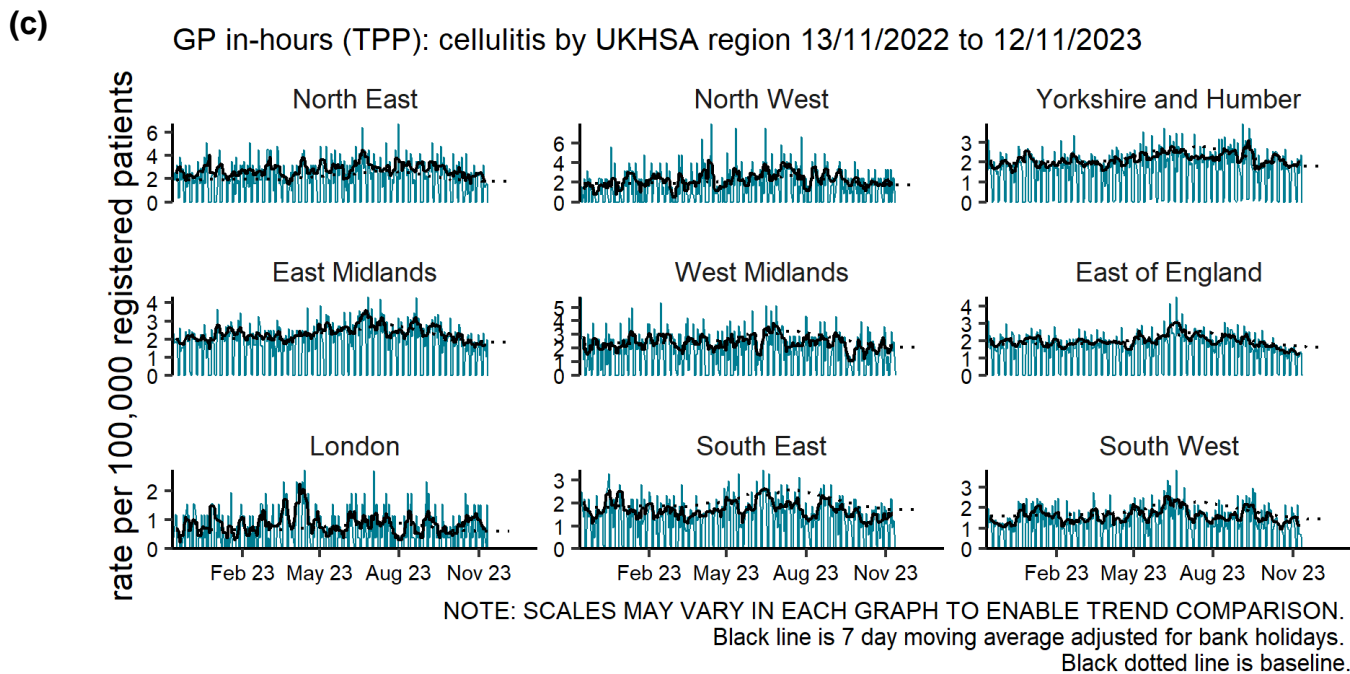 (c)
GP in-hours (TPP): cellulitis by UKHSA region 13/11/2022 to 12/11/2023
rate per 100,000 registered patients
North East
6
4
2
0
North West
6
4
2
0
Yorkshire and Humber
3
2
1
0
East Midlands
4
3
2
1
0
West Midlands
5
4
3
2
1
0
East of England
4
3
2
1
0
London
2
1
0
South East
3
2
1
0
South West
3
2
1
0
Feb 23 May 23 Aug 23 Nov 23
Feb 23 May 23 Aug 23 Nov 23
Feb 23 May 23 Aug 23 Nov 23
NOTE: SCALES MAY VARY IN EACH GRAPH TO ENABLE TREND COMPARISON.
Black line is 7 day moving average adjusted for bank holidays.
Black dotted line is baseline.